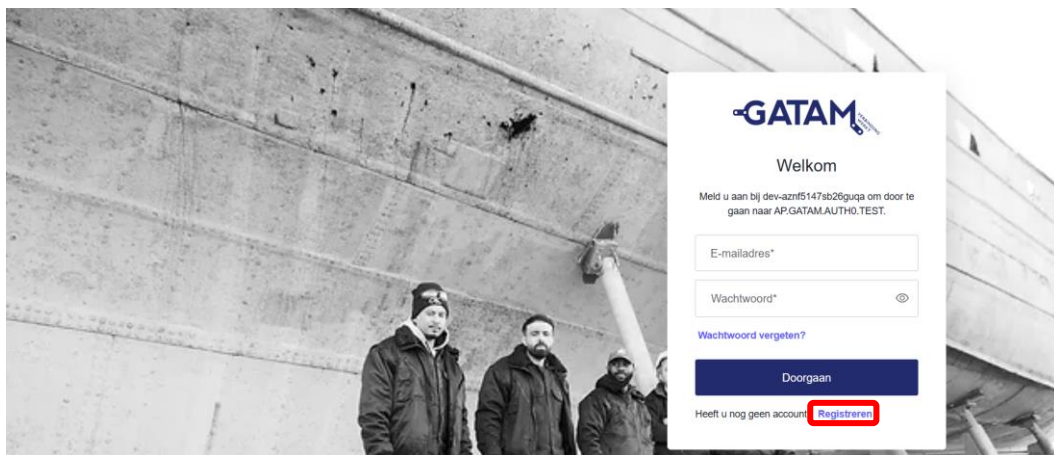 GATAM
Welkom
Meld u aan bij dev-aznf5147sb26guqa om door te
gaan naar AP.GATAM.AUTH0.TEST.
E-mailadres*
Wachtwoord*
Wachtwoord vergeten?
Doorgaan
Heeft u nog geen account Registreren